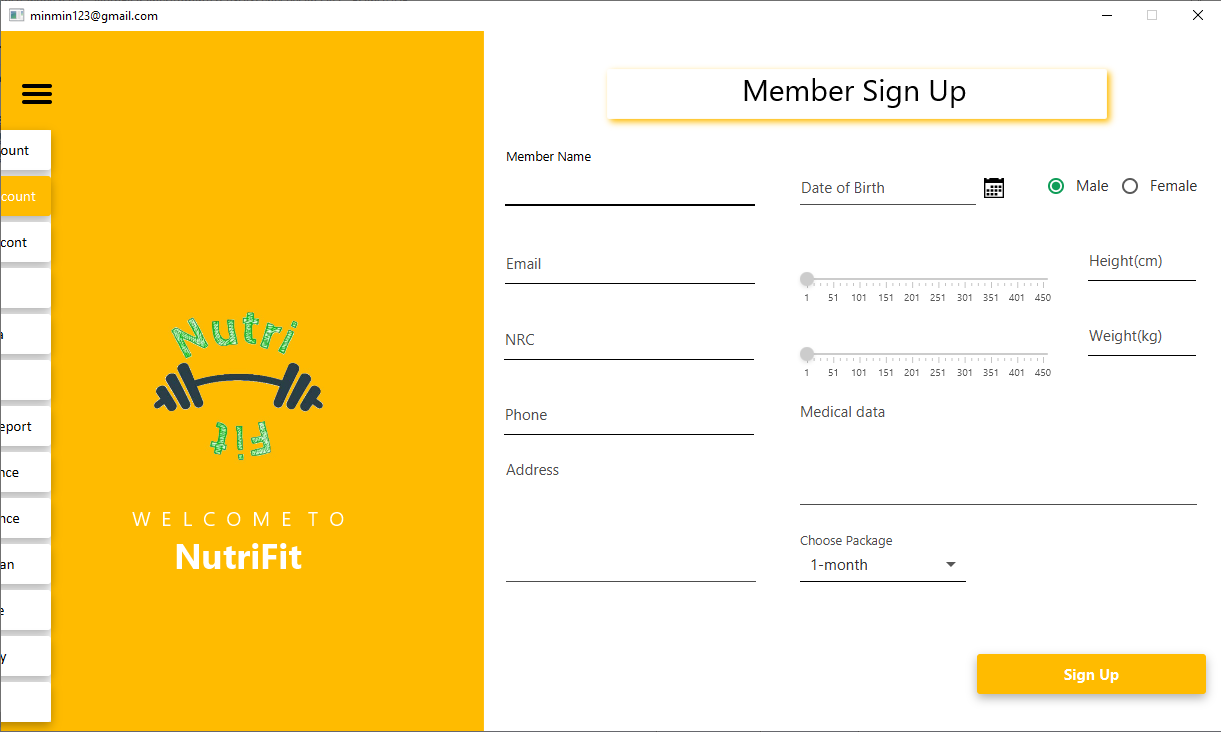 minmin123@gmail.com
Member Sign Up
ount
count
cont
a
eport
nce
nce
an
e
y
Nutri
Fit
WELCOME TO
NutriFit
Member Name
Date of Birth
Male
Female
Email
Height(cm)
1 51 101 151 201 251 301 351 401 450
NRC
Weight(kg)
1 51 101 151 201 251 301 351 401 450
Phone
Medical data
Address
Choose Package
1-month
Sign Up